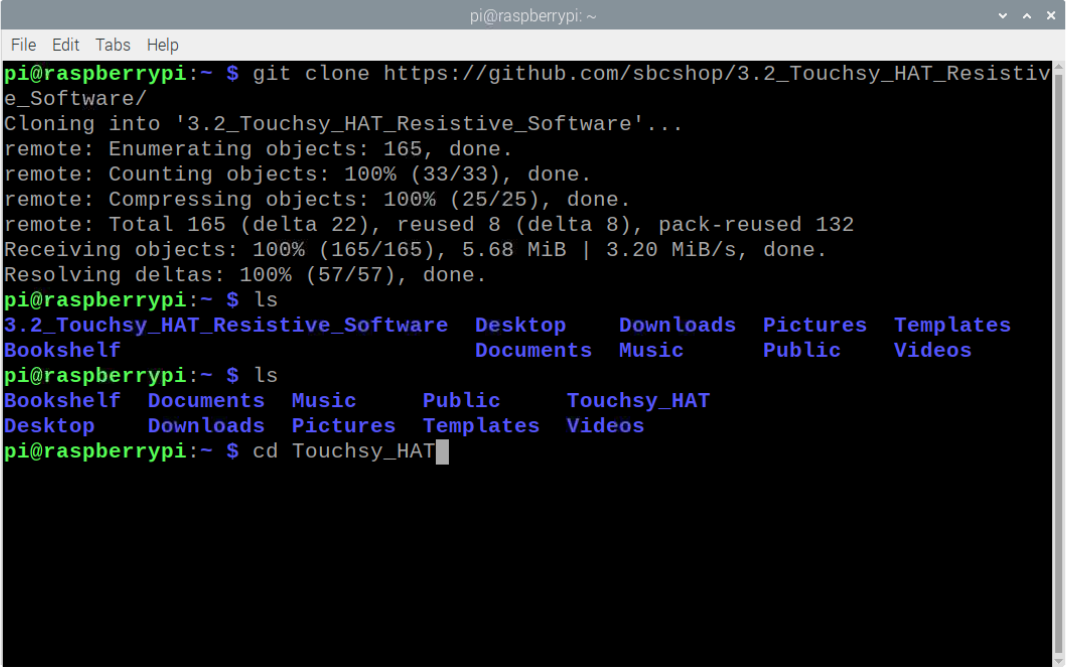 pi@raspberrypi: ~
File Edit Tabs Help
pi@raspberrypi:~ $ git clone https://github.com/sbcshop/3.2_Touchsy_HAT_Resistiv
e_Software/
Cloning into '3.2_Touchsy_HAT_Resistive_Software'...
remote: Enumerating objects: 165, done.
remote: Counting objects: 100% (33/33), done.
remote: Compressing objects: 100% (25/25), done.
remote: Total 165 (delta 22), reused 8 (delta 8), pack-reused 132
Receiving objects: 100% (165/165), 5.68 MiB | 3.20 MiB/s, done.
Resolving deltas: 100% (57/57), done.
pi@raspberrypi:~ $ ls
3.2_Touchsy_HAT_Resistive_Software  Desktop    Downloads  Pictures  Templates
Bookshelf                           Documents  Music      Public    Videos
pi@raspberrypi:~ $ ls
Bookshelf  Documents  Music     Public     Touchsy_HAT
Desktop    Downloads  Pictures  Templates  Videos
pi@raspberrypi:~ $ cd Touchsy_HAT